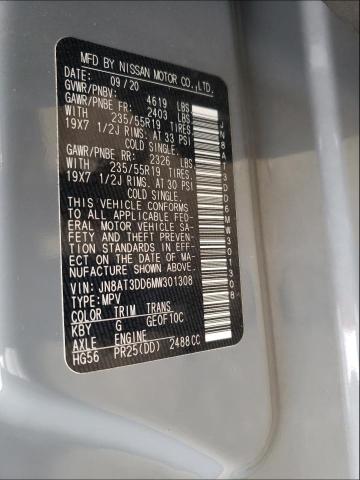 MFD BY NISSAN MOTOR CO.,LTD.
DATE: 09/20
GVWR/PNBV: 4619 LBS
GAWR/PNBE FR: 2403 LBS
WITH 235/55R19 TIRES
19X7 1/2J RIMS. AT 33 PSI
COLD SINGLE.
GAWR/PNBE RR: 2326 LBS
WITH 235/55R19 TIRES
19X7 1/2J RIMS. AT 30 PSI
COLD SINGLE.
THIS VEHICLE CONFORMS
TO ALL APPLICABLE FED-
ERAL MOTOR VEHICLE SA-
FETY AND THEFT PREVENTION
STANDARDS IN EFF-
ECT ON THE DATE OF MA-
NUFACTURE SHOWN ABOVE.
VIN: JN8AT3DD6MW301308
TYPE: MPV
COLOR TRIM TRANS
KBY G GEOF10C
AXLE ENGINE
HG56 PR25(DD) 2488CC
JN8AT3DD6MW301308